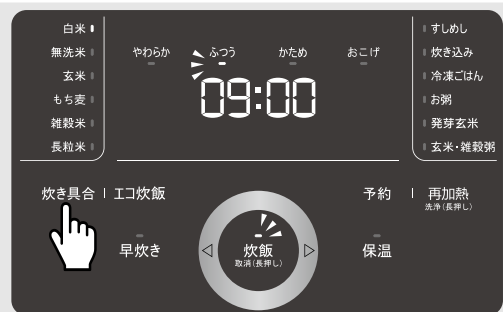 白米
無洗米
玄米
もち麦
雑穀米
長粒米
やわらか ふつう かため おこげ
09:00
すしめし
炊き込み
冷凍ごはん
お粥
発芽玄米
玄米・雑穀粥
炊き具合 エコ炊飯 予約 再加熱
洗浄(長押し)
早炊き 炊飯 保温
取消(長押し)